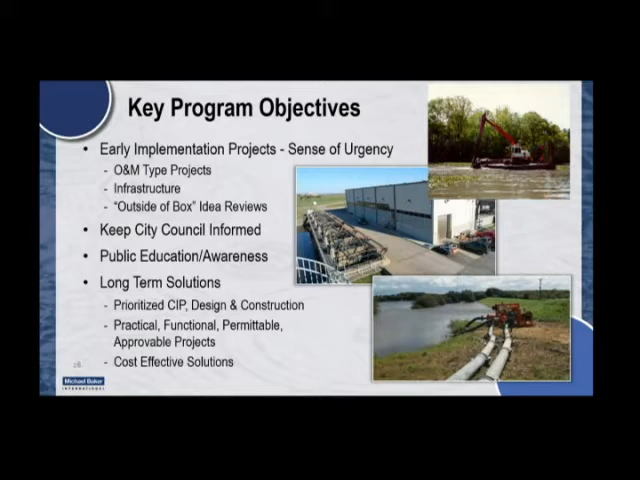 Key Program Objectives
• Early Implementation Projects - Sense of Urgency
- O&M Type Projects
- Infrastructure
- “Outside of Box” Idea Reviews
• Keep City Council Informed
• Public Education/Awareness
• Long Term Solutions
- Prioritized CIP, Design & Construction
- Practical, Functional, Permittable,
Approvable Projects
- Cost Effective Solutions
Michael Baker
INTERNATIONAL